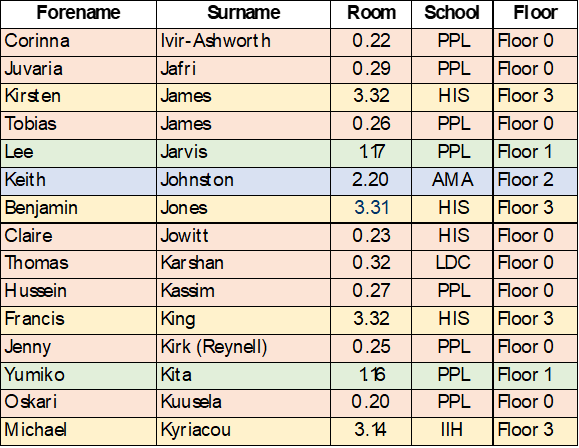 Forename Surname Room School Floor
Corinna Ivir-Ashworth 0.22 PPL Floor 0
Juvaria Jafri 0.29 PPL Floor 0
Kirsten James 3.32 HIS Floor 3
Tobias James 0.26 PPL Floor 0
Lee Jarvis 1.17 PPL Floor 1
Keith Johnston 2.20 AMA Floor 2
Benjamin Jones 3.31 HIS Floor 3
Claire Jowitt 0.23 HIS Floor 0
Thomas Karshan 0.32 LDC Floor 0
Hussein Kassim 0.27 PPL Floor 0
Francis King 3.32 HIS Floor 3
Jenny Kirk (Reynell) 0.25 PPL Floor 0
Yumiko Kita 1.16 PPL Floor 1
Oskari Kuusela 0.20 PPL Floor 0
Michael Kyriacou 3.14 IIH Floor 3